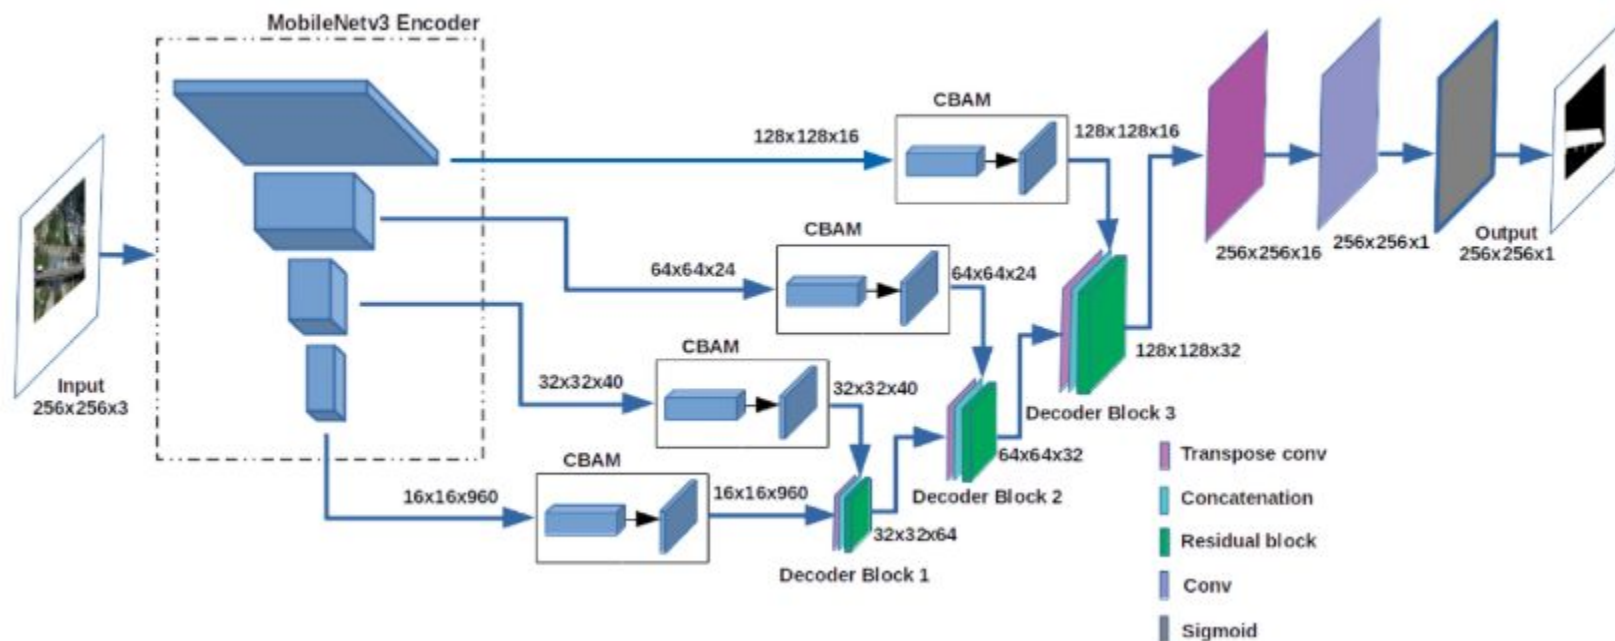 MobileNetv3 Encoder
Input
256x256x3
128x128x16
CBAM
128x128x16
64x64x24
CBAM
64x64x24
32x32x40
CBAM
32x32x40
16x16x960
CBAM
16x16x960
Decoder Block 1
32x32x64
Decoder Block 2
64x64x32
Decoder Block 3
128x128x32
256x256x16
256x256x1
Output
256x256x1
Transpose conv
Concatenation
Residual block
Conv
Sigmoid